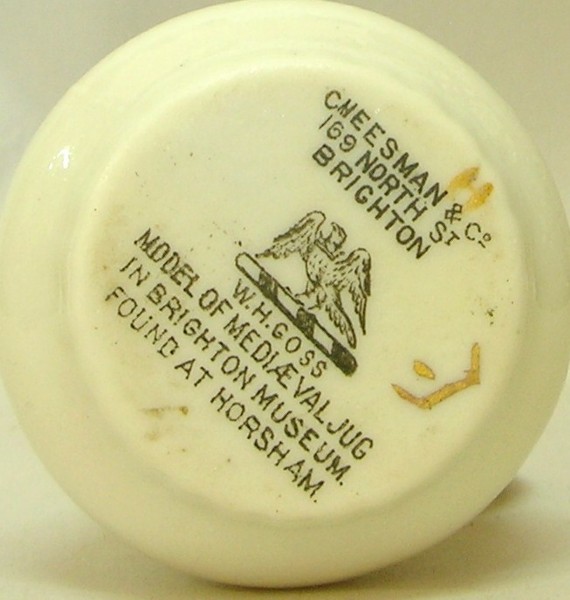 CHEESMAN & Co
169 NORTH ST
BRIGHTON
W.H.GOSS
MODEL OF MEDIÆVAL JUG
IN BRIGHTON MUSEUM.
FOUND AT HORSHAM.